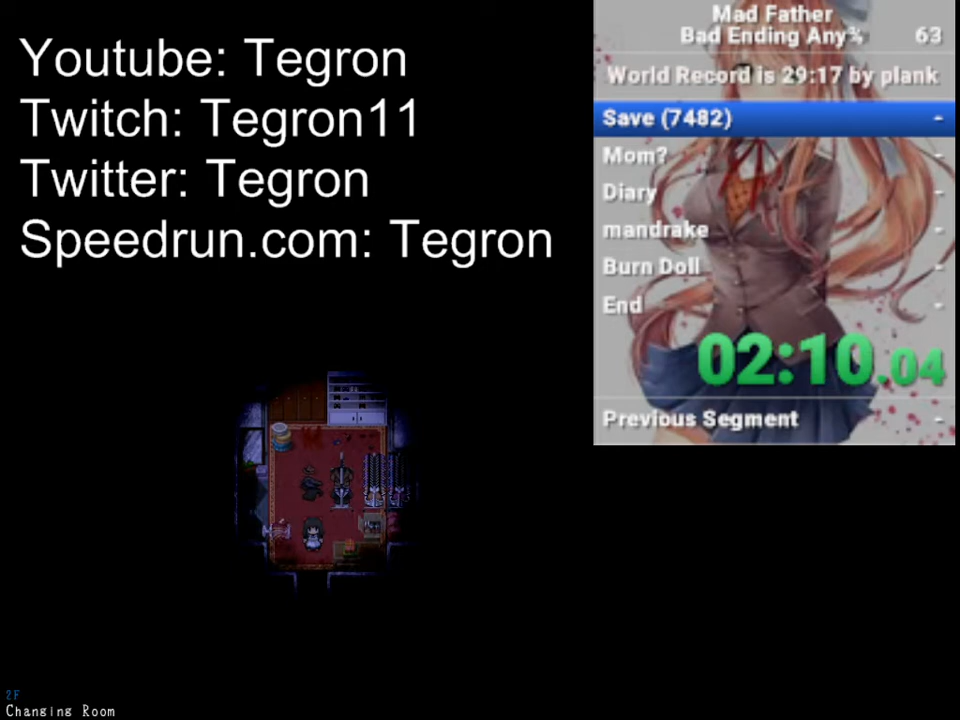 Youtube: Tegron
Twitch: Tegron11
Twitter: Tegron
Speedrun.com: Tegron
Mad Father
Bad Ending Any% 63
World Record is 29:17 by plank
Save (7482) -
Mom? -
Diary -
mandrake -
Burn Doll -
End -
02:10.04
Previous Segment -
2F
Changing Room